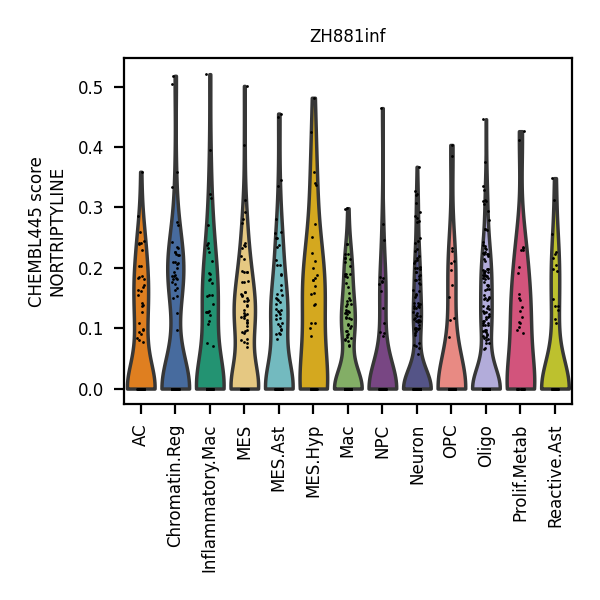 ZH881inf
CHEMBL445 score
NORTRIPTYLINE
0.5
0.4
0.3
0.2
0.1
0.0
AC
Chromatin.Reg
Inflammatory.Mac
MES
MES.Ast
MES.Hyp
Mac
NPC
Neuron
OPC
Oligo
Prolif.Metab
Reactive.Ast